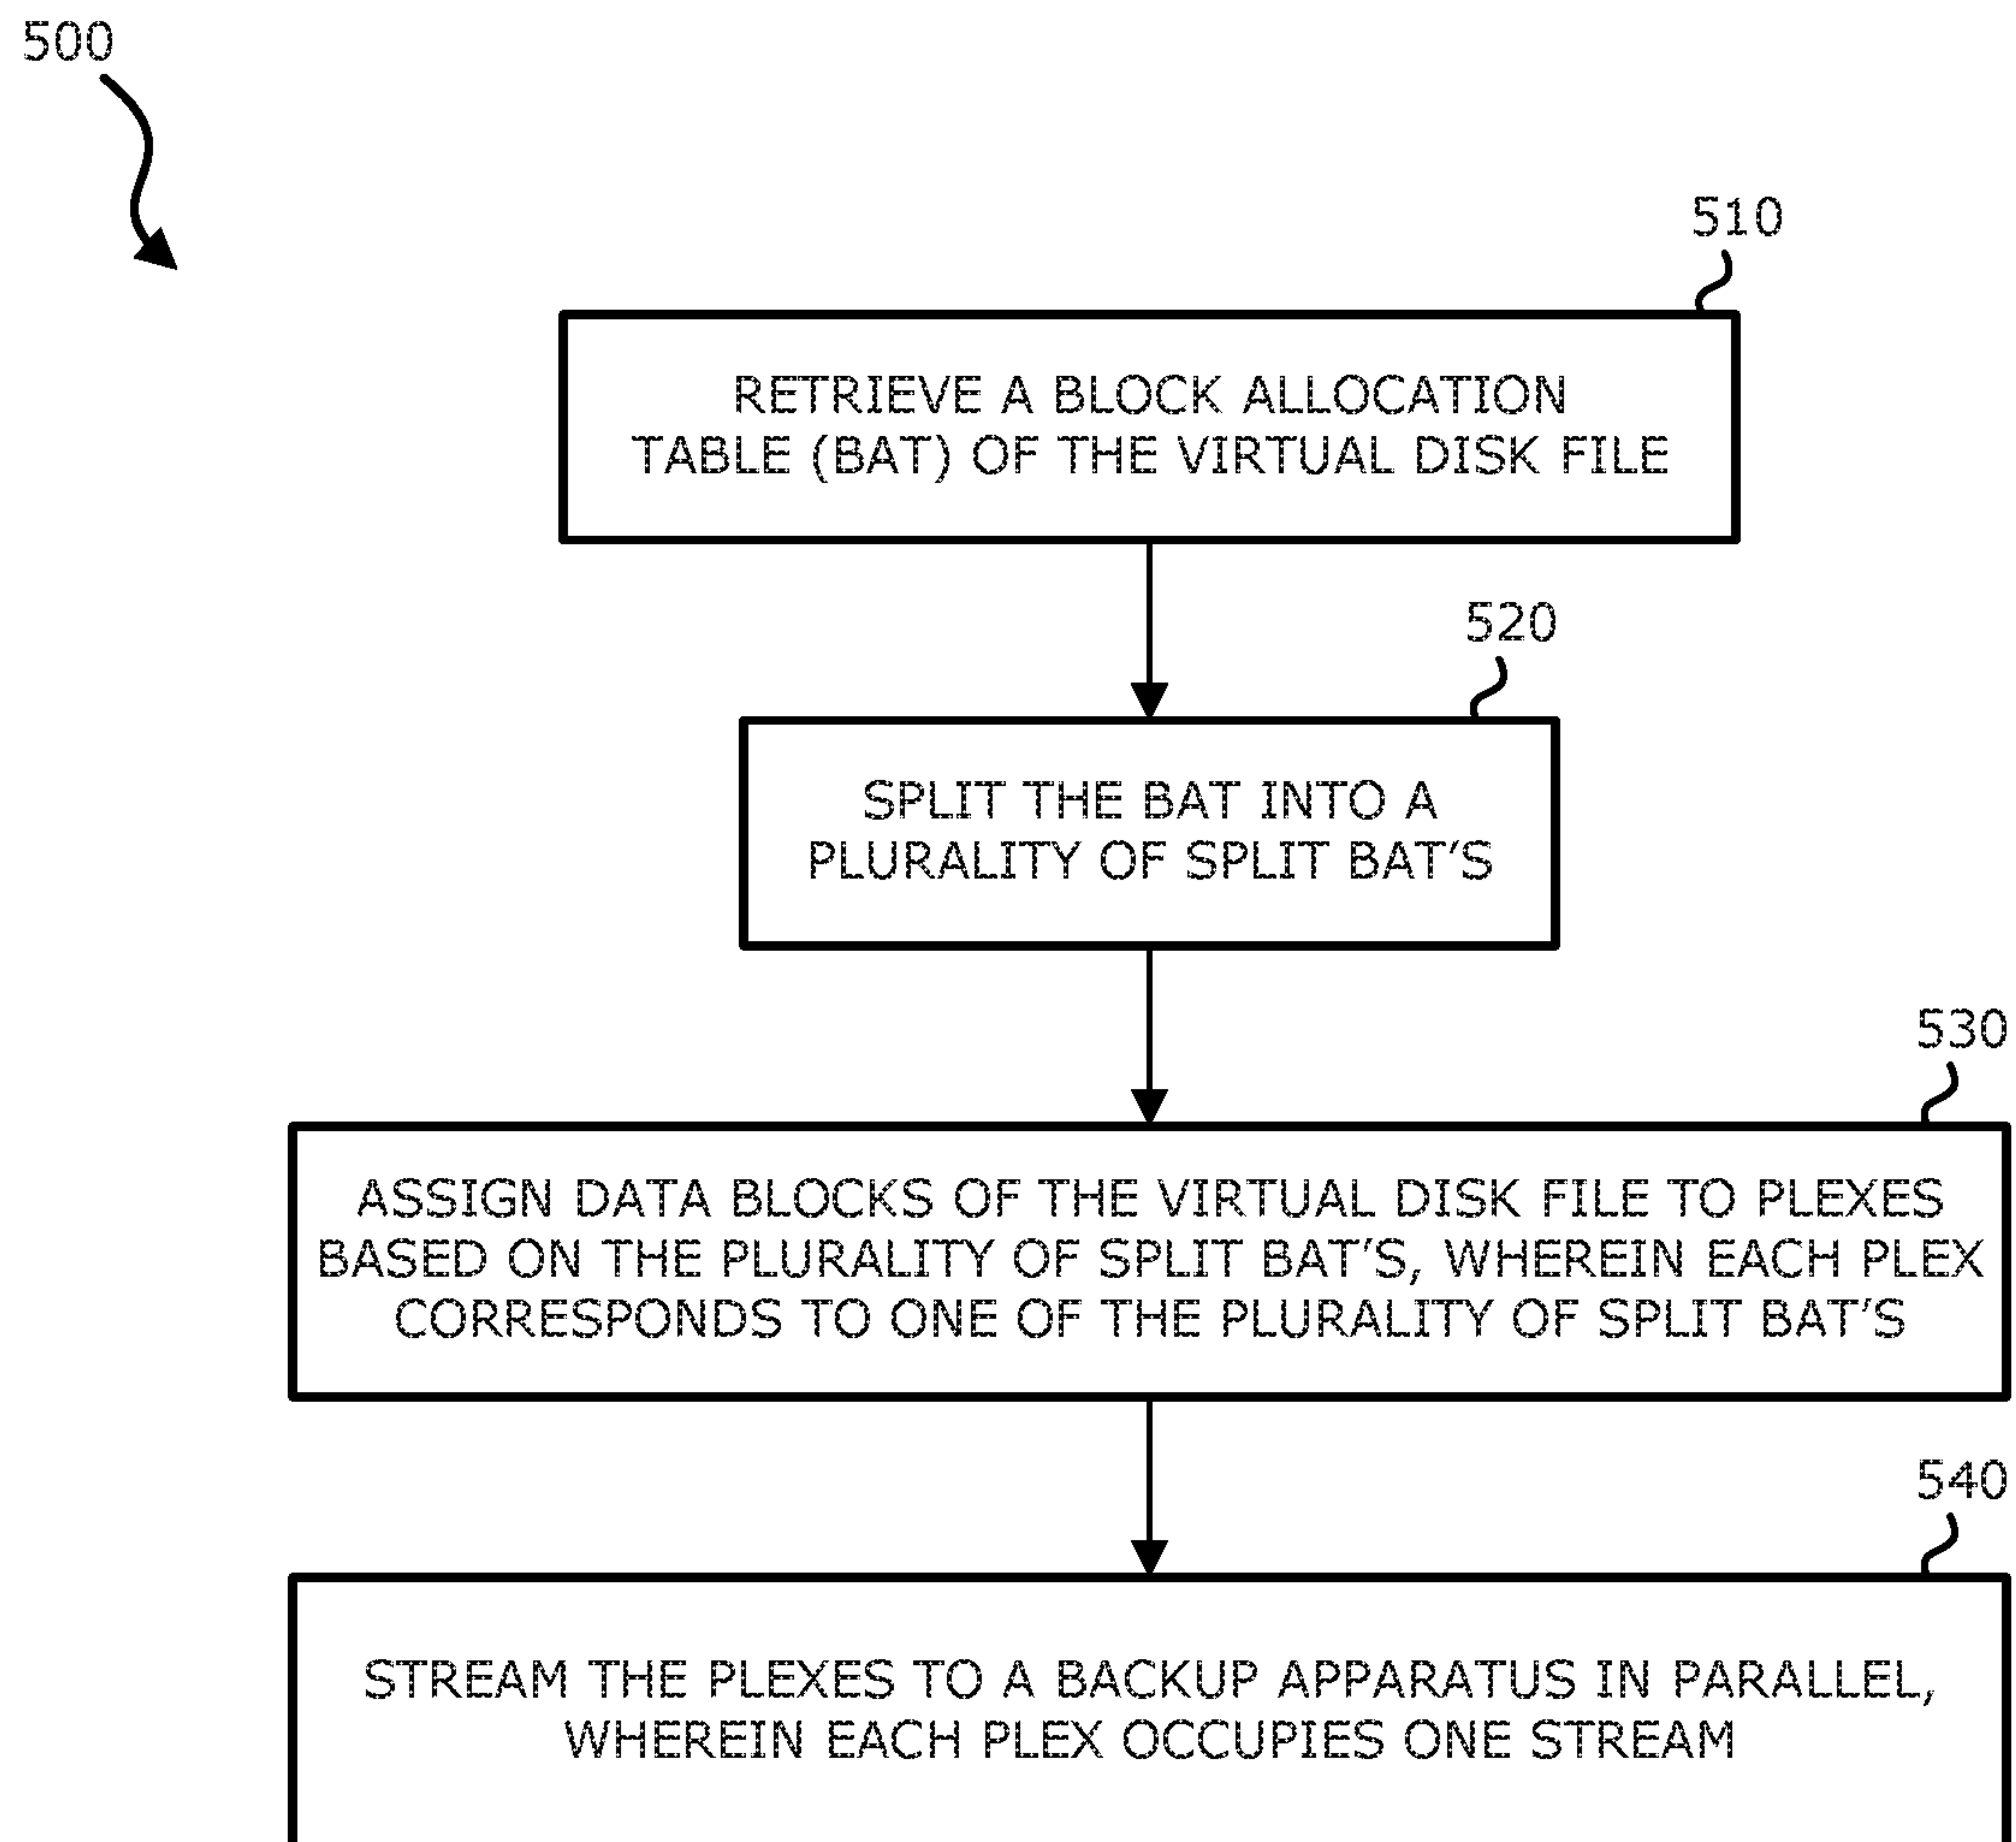 500
510
RETRIEVE A BLOCK ALLOCATION
TABLE (BAT) OF THE VIRTUAL DISK FILE
520
SPLIT THE BAT INTO A
PLURALITY OF SPLIT BAT'S
530
ASSIGN DATA BLOCKS OF THE VIRTUAL DISK FILE TO PLEXES
BASED ON THE PLURALITY OF SPLIT BAT'S, WHEREIN EACH PLEX
CORRESPONDS TO ONE OF THE PLURALITY OF SPLIT BAT'S
540
STREAM THE PLEXES TO A BACKUP APPARATUS IN PARALLEL,
WHEREIN EACH PLEX OCCUPIES ONE STREAM